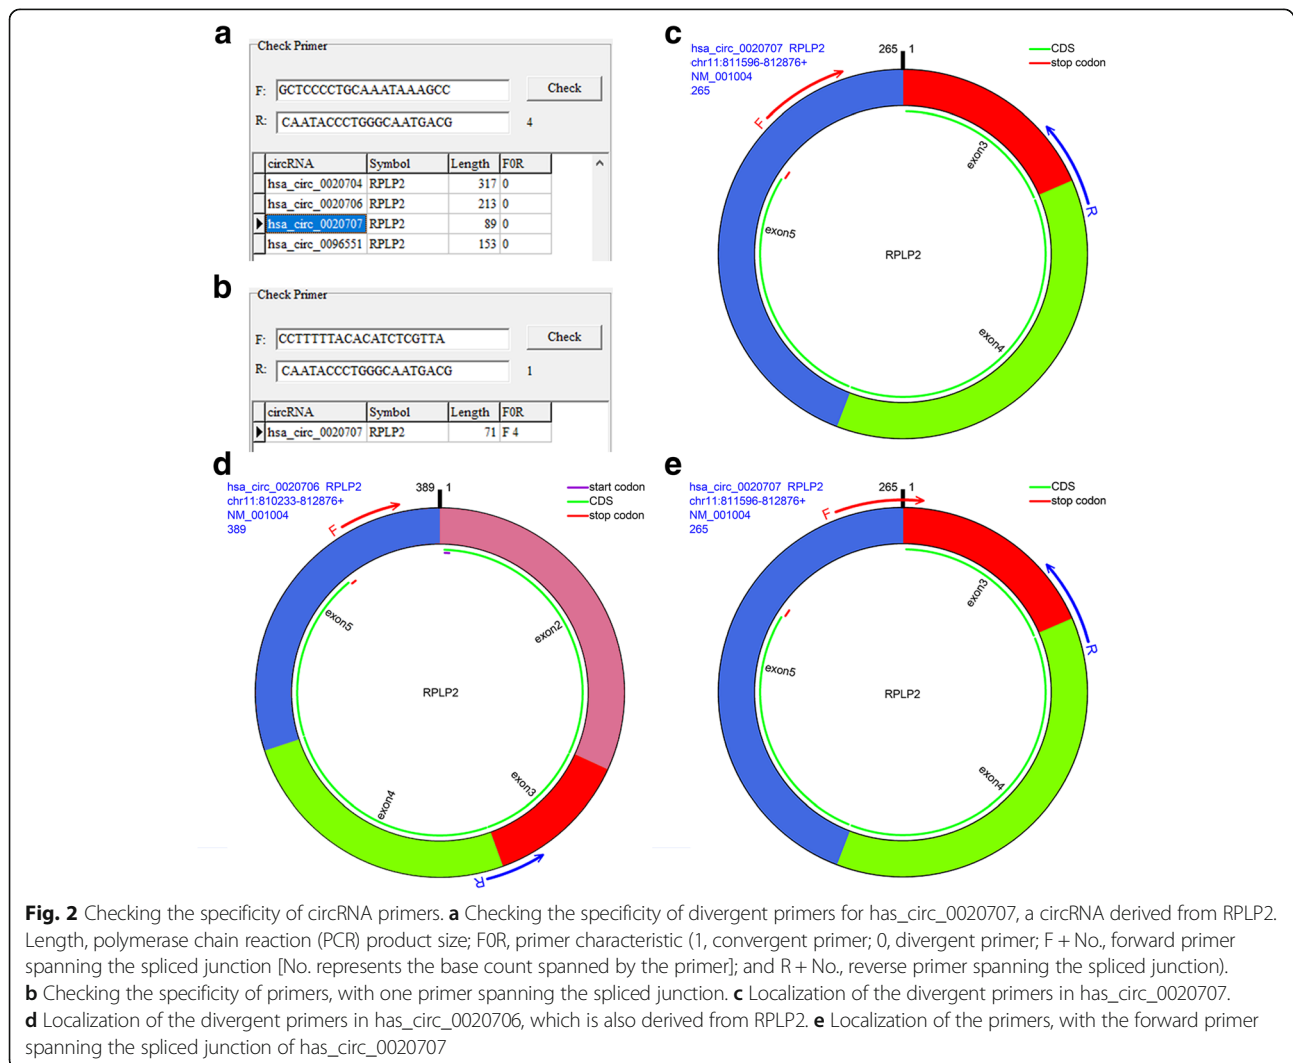 a
Check Primer
F: GCTCCCCTGCAAATAAAGCC Check
R: CAATACCCTGGGCAATGACG 4
circRNA Symbol Length F0R
hsa_circ_0020704 RPLP2 317 0
hsa_circ_0020706 RPLP2 213 0
hsa_circ_0020707 RPLP2 89 0
hsa_circ_0096551 RPLP2 153 0
b
Check Primer
F: CCTTTTTACACATCTCGTTA Check
R: CAATACCCTGGGCAATGACG 1
circRNA Symbol Length F0R
hsa_circ_0020707 RPLP2 71 F 4
c
hsa_circ_0020707 RPLP2
chr11:811596-812876+
NM_001004
265
265 1
CDS
stop codon
F
R
exon3
exon5
RPLP2
exon4
d
hsa_circ_0020706 RPLP2
chr11:810233-812876+
NM_001004
389
389 1
start codon
CDS
stop codon
F
exon5
exon2
RPLP2
exon3
exon4
R
e
hsa_circ_0020707 RPLP2
chr11:811596-812876+
NM_001004
265
265 1
CDS
stop codon
F
exon3
R
exon5
RPLP2
exon4
Fig. 2 Checking the specificity of circRNA primers. a Checking the specificity of divergent primers for has_circ_0020707, a circRNA derived from RPLP2.
Length, polymerase chain reaction (PCR) product size; F0R, primer characteristic (1, convergent primer; 0, divergent primer; F + No., forward primer
spanning the spliced junction [No. represents the base count spanned by the primer]; and R + No., reverse primer spanning the spliced junction).
b Checking the specificity of primers, with one primer spanning the spliced junction. c Localization of the divergent primers in has_circ_0020707.
d Localization of the divergent primers in has_circ_0020706, which is also derived from RPLP2. e Localization of the primers, with the forward primer
spanning the spliced junction of has_circ_0020707